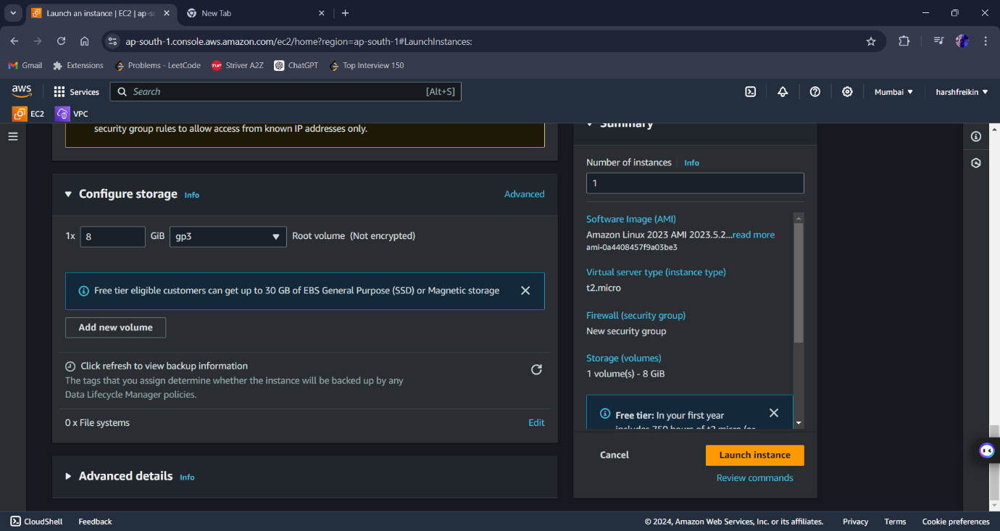 Launch an instance | EC2 | ap-so
New Tab
ap-south-1.console.aws.amazon.com/ec2/home?region=ap-south-1#LaunchInstances:
Gmail Extensions Problems - LeetCode TUF Striver A2Z ChatGPT Top Interview 150
aws Services Search [Alt+S] Mumbai harshfreikin
EC2 VPC
security group rules to allow access from known IP addresses only.
Configure storage Info Advanced
1x 8 GiB gp3 Root volume (Not encrypted)
Free tier eligible customers can get up to 30 GB of EBS General Purpose (SSD) or Magnetic storage
Add new volume
Click refresh to view backup information
The tags that you assign determine whether the instance will be backed up by any
Data Lifecycle Manager policies.
0 x File systems Edit
Advanced details Info
Summary
Number of instances Info
1
Software Image (AMI)
Amazon Linux 2023 AMI 2023.5.2...read more
ami-0a4408457f9a03be3
Virtual server type (instance type)
t2.micro
Firewall (security group)
New security group
Storage (volumes)
1 volume(s) - 8 GiB
Free tier: In your first year
includes 750 hours of t2.micro (or
Cancel Launch instance
Review commands
CloudShell Feedback © 2024, Amazon Web Services, Inc. or its affiliates. Privacy Terms Cookie preferences